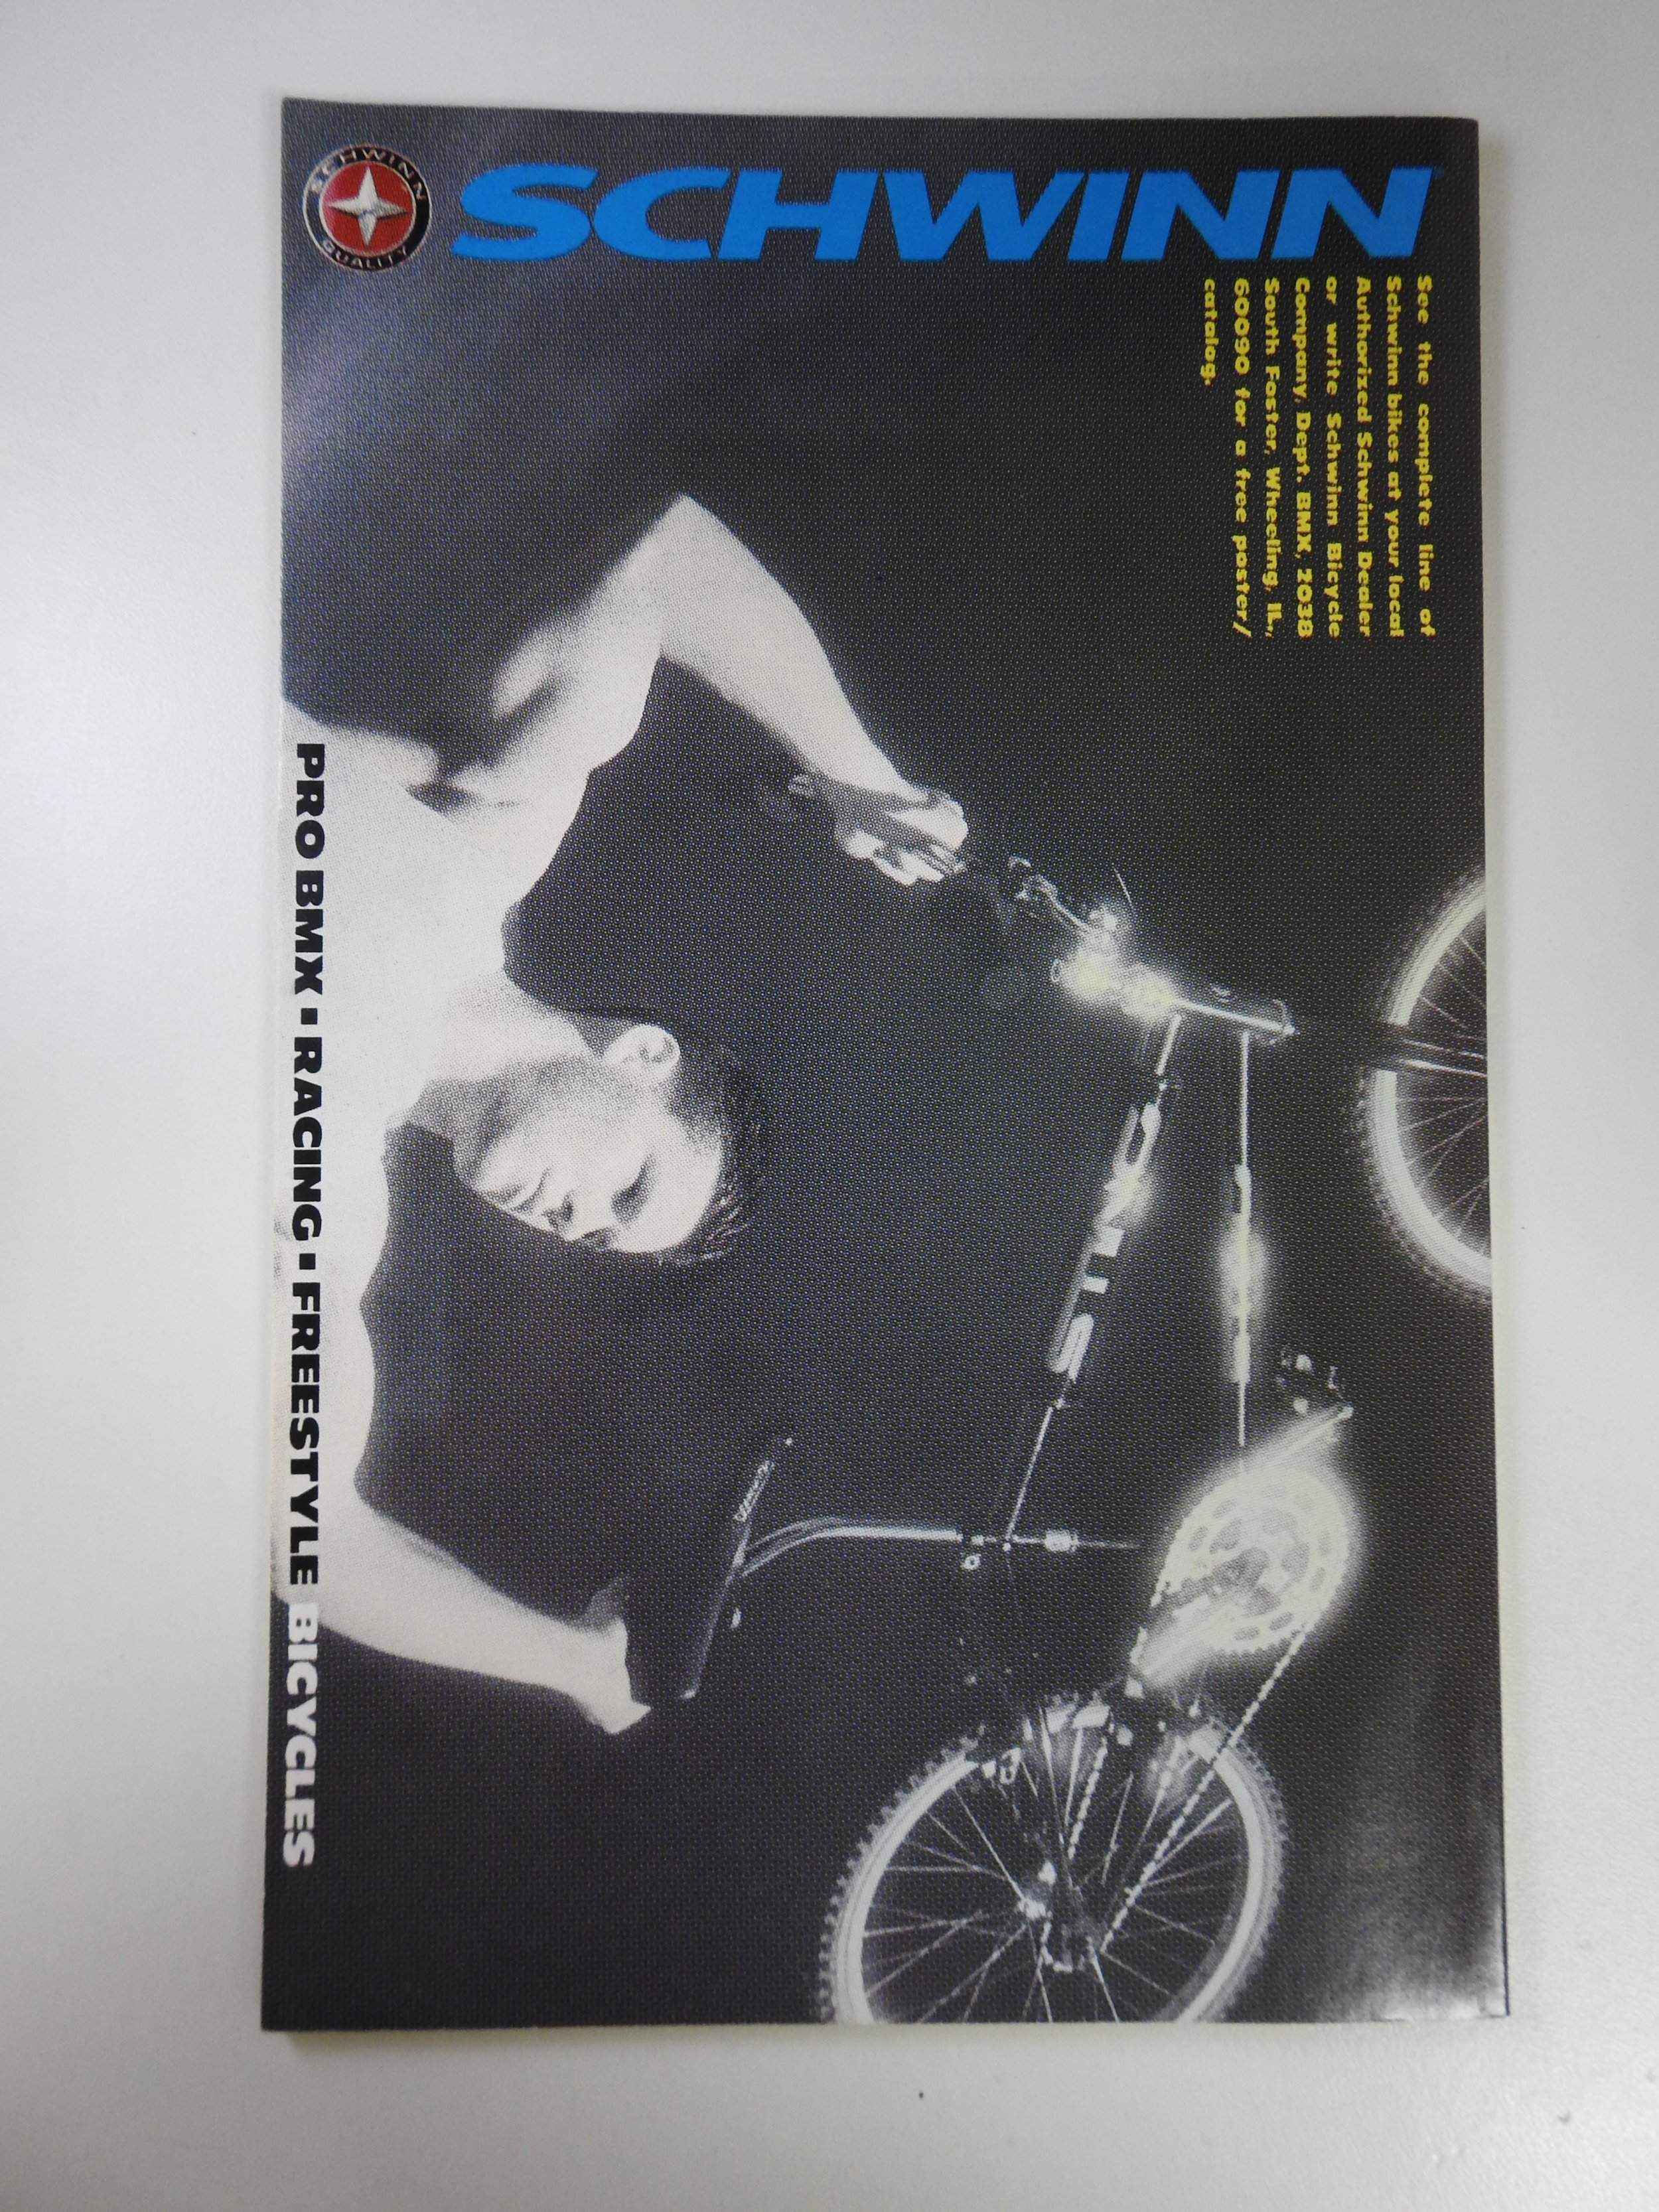 SCHWINN
QUALITY
SCHWINN
See the complete line of
Schwinn bikes at your local
Authorized Schwinn Dealer
or write Schwinn Bicycle
Company, Dept. BMX, 2038
South Foster, Wheeling, IL,
60090 for a free poster/
catalog.
PRO BMX ▪ RACING ▪ FREESTYLE BICYCLES